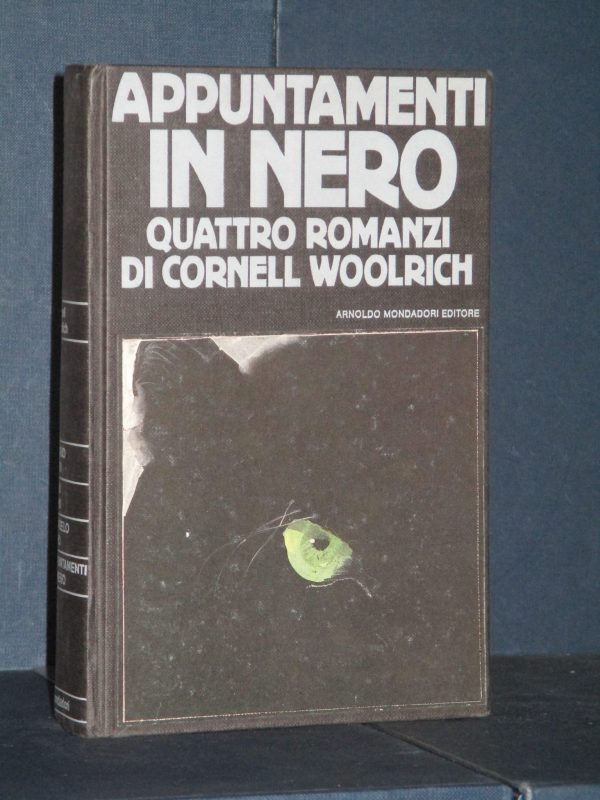 APPUNTAMENTI
IN NERO
QUATTRO ROMANZI
DI CORNELL WOOLRICH
ARNOLDO MONDADORI EDITORE